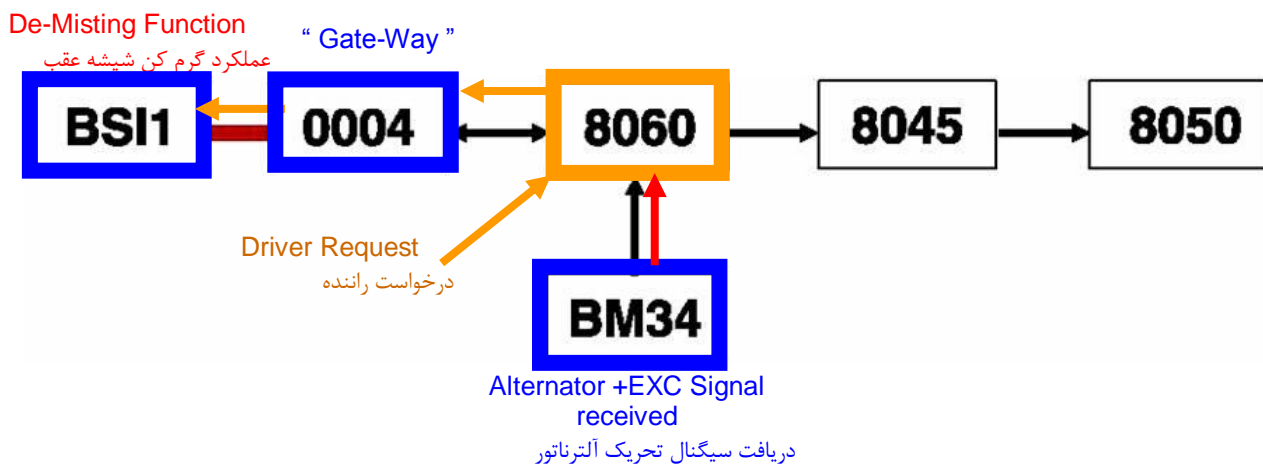 De-Misting Function
عملکرد گرم کن شیشه عقب
“ Gate-Way ”
BSI1
0004
8060
8045
8050
Driver Request
درخواست راننده
BM34
Alternator +EXC Signal
received
دریافت سیگنال تحریک آلترناتور